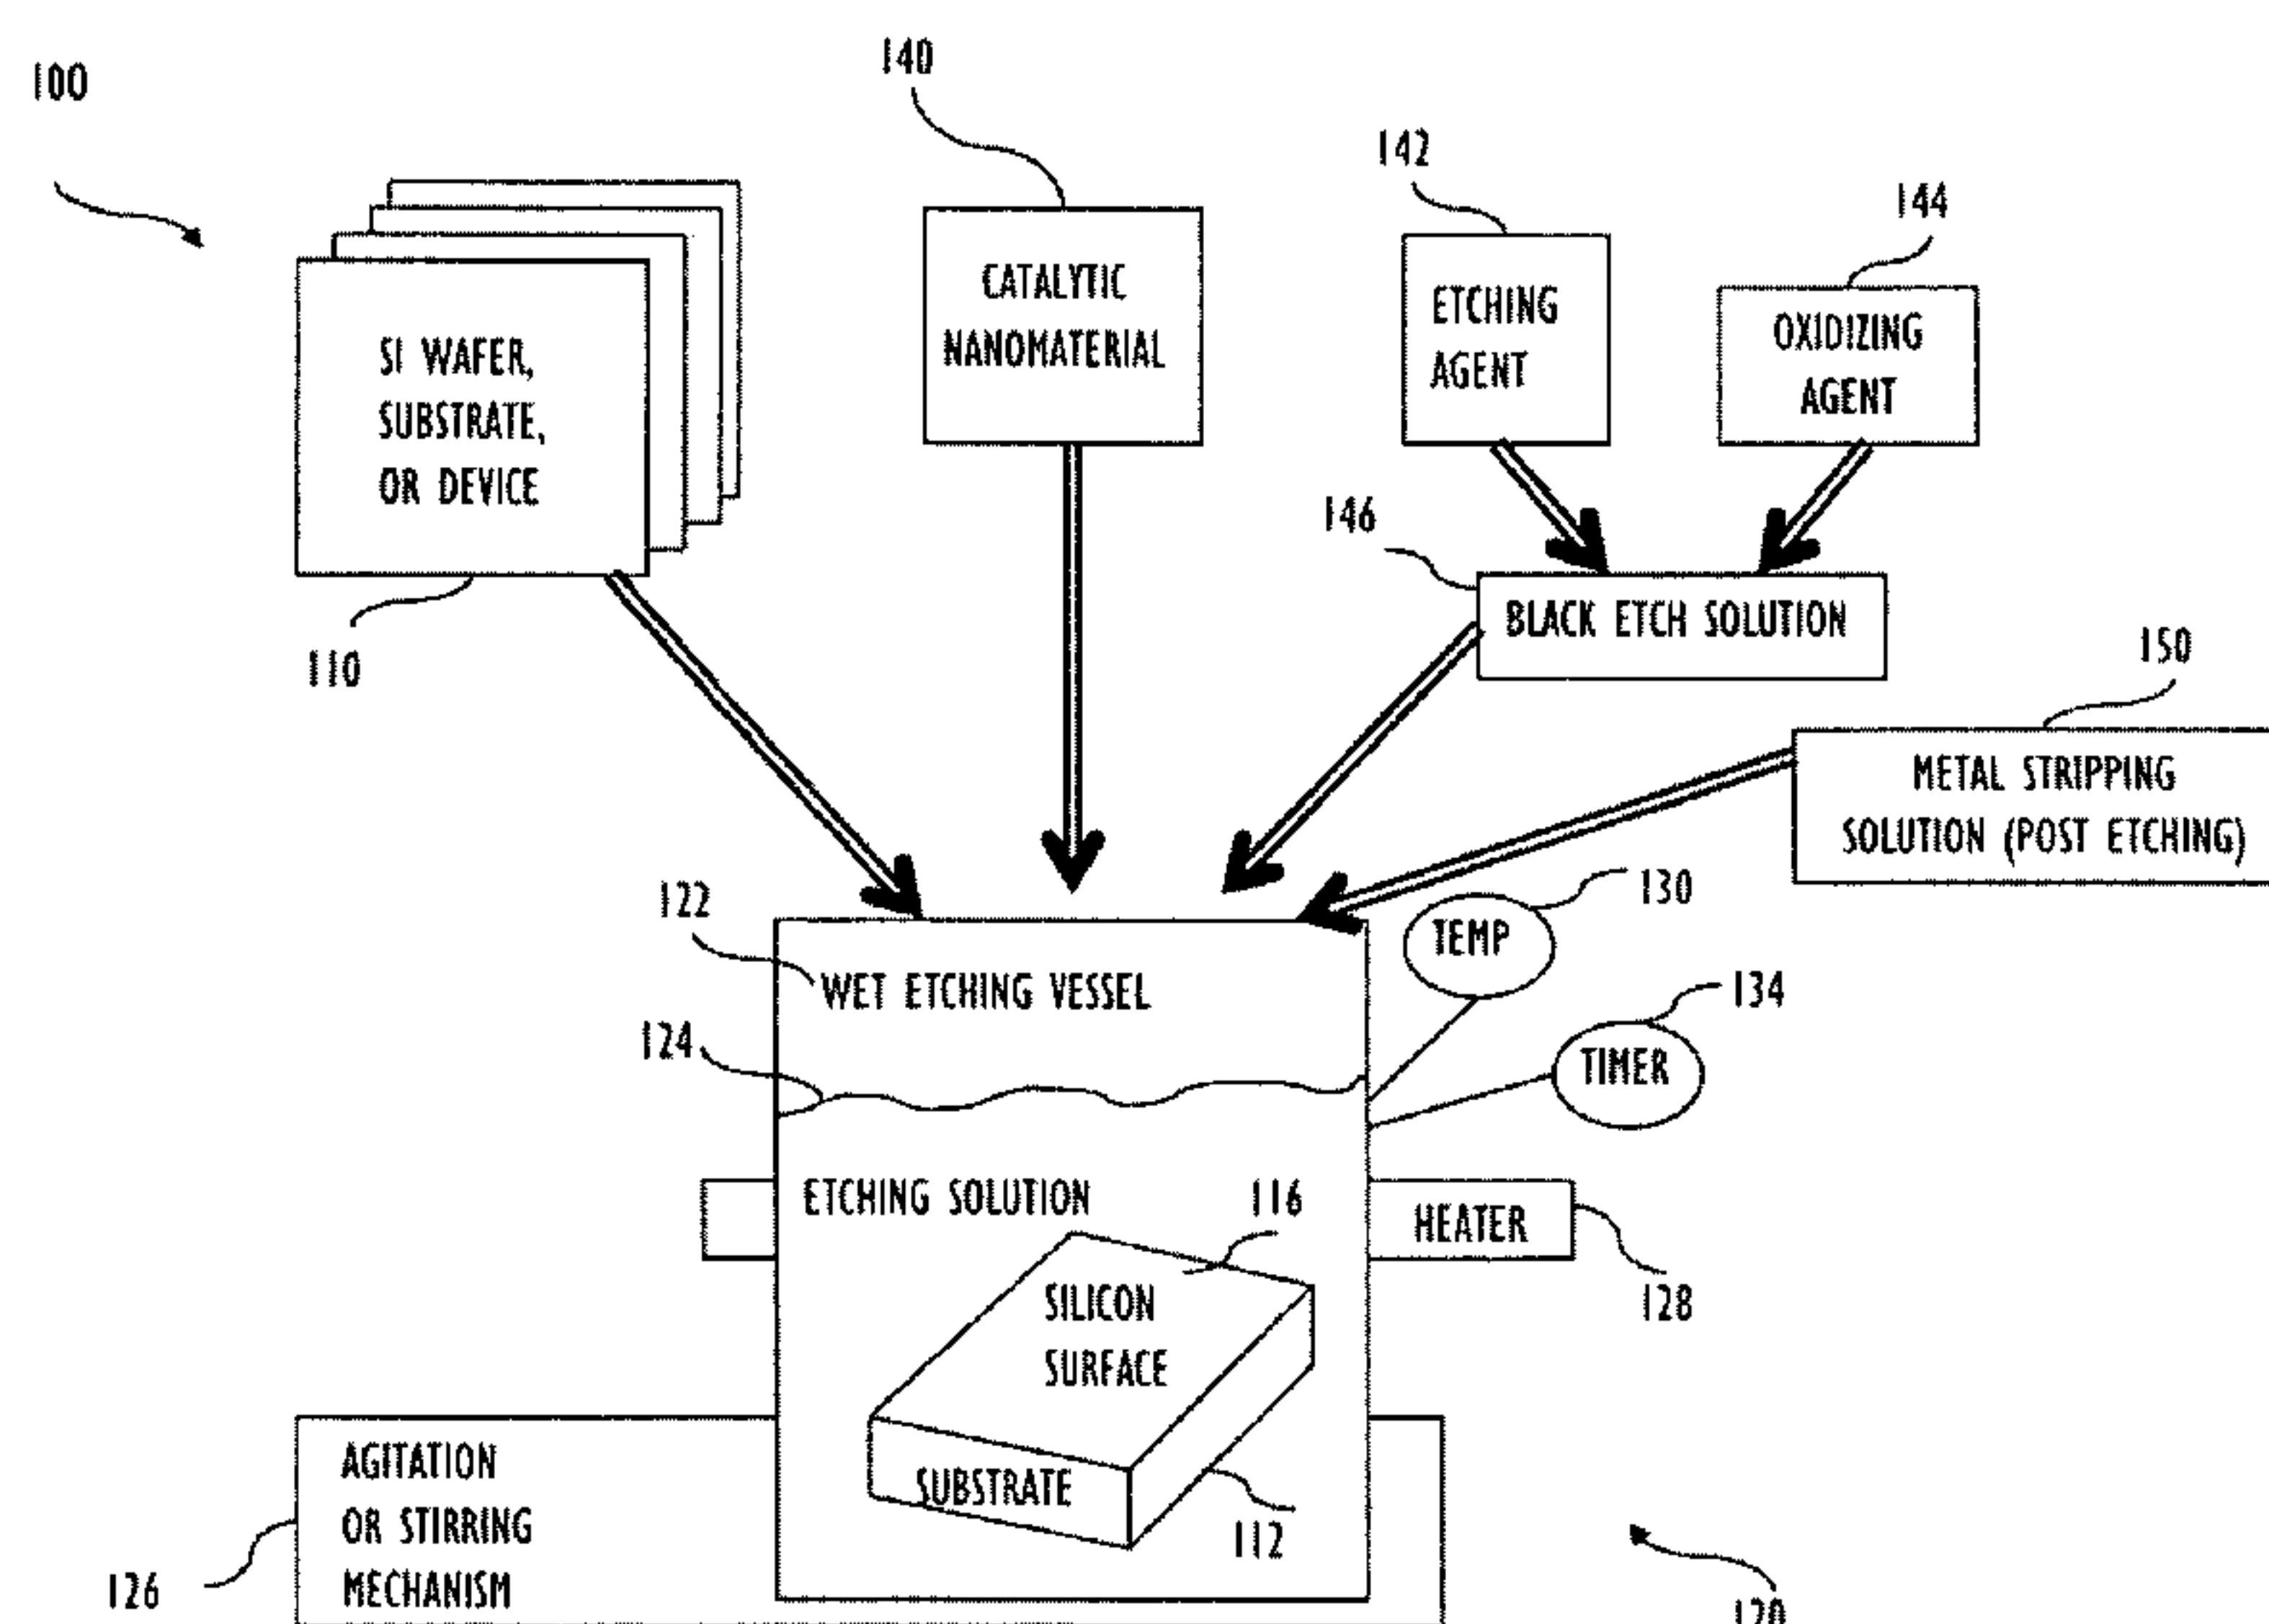 100
140
142
144
SI WAFER,
SUBSTRATE,
OR DEVICE
CATALYTIC
NANOMATERIAL
ETCHING
AGENT
OXIDIZING
AGENT
146
BLACK ETCH SOLUTION
110
150
METAL STRIPPING
SOLUTION (POST ETCHING)
122
130
TEMP
WET ETCHING VESSEL
134
124
TIMER
ETCHING SOLUTION
116
HEATER
128
SILICON
SURFACE
AGITATION
OR STIRRING
MECHANISM
SUBSTRATE
112
126
120